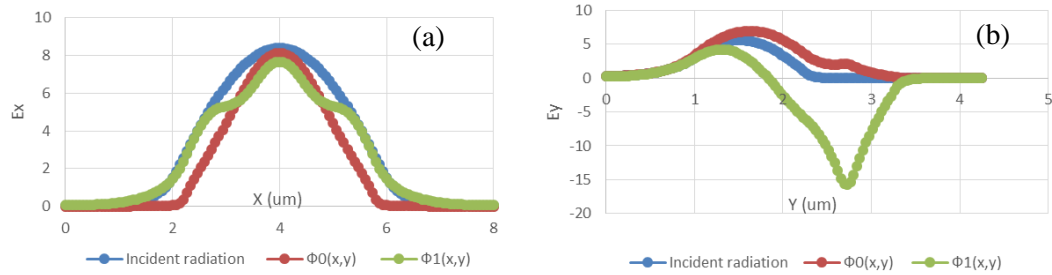 (a)
Ex
10
8
6
4
2
0
0 2 4 6 8
X (um)
Incident radiation Φ0(x,y) Φ1(x,y)
(b)
Ey
10
5
0
-5
-10
-15
-20
0 1 2 3 4 5
Y (um)
Incident radiation Φ0(x,y) Φ1(x,y)